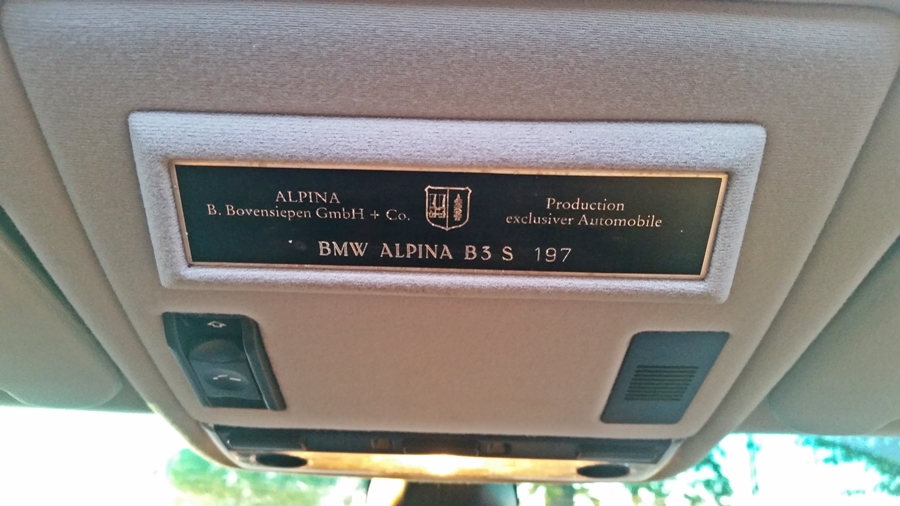 ALPINA
B. Bovensiepen GmbH + Co.
Production
exclusiver Automobile
BMW ALPINA B3 S 197